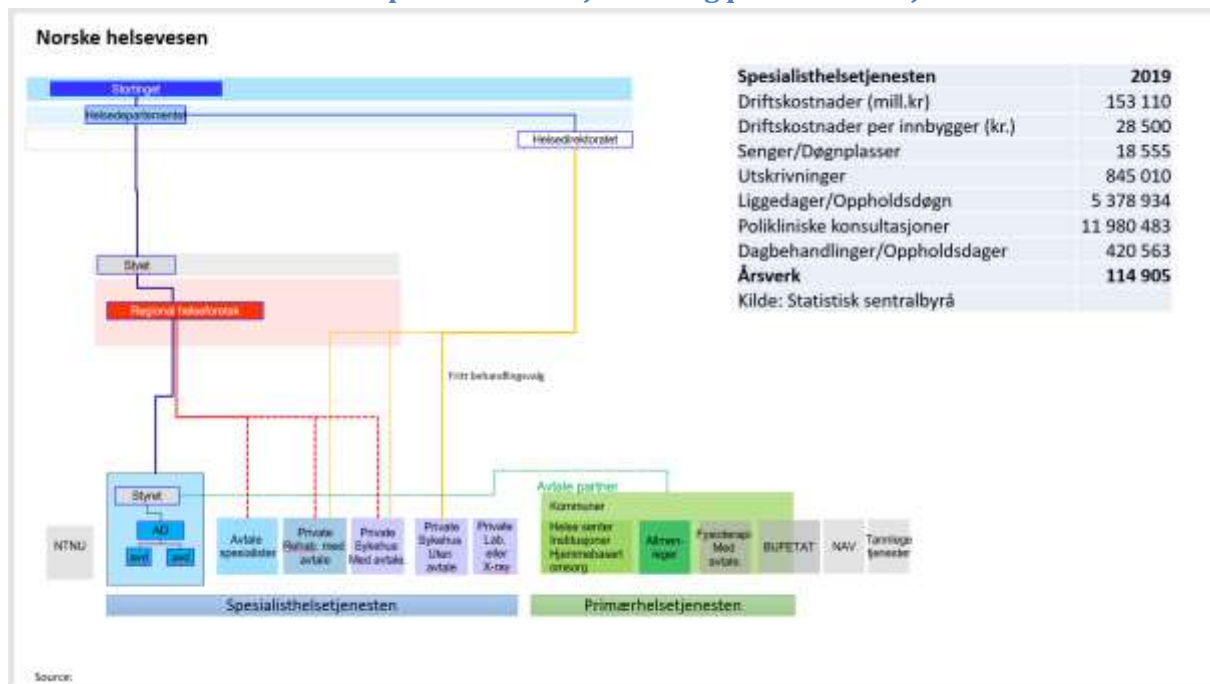 Norske helsevesen
Stortinget
Helsedepartementet
Helsedirektoratet
Styret
Regional helseforetak
Fritt behandlingsvalg
Avtale partner
Styret
AD
avd
avd
NTNU
Avtale
spesialister
Private
Rehab. med
avtale
Private
Sykehus
Med avtale.
Private
Sykehus
Uten
avtale
Private
Lab.
eller
X-ray
Kommuner
Helse senter
Institusjoner
Hjemmebasert
omsorg
Allmen-
leger
Fysioterapi
Med
avtale.
BUFETAT
NAV
Tannlege
tjenester
Spesialisthelsetjenesten
Primærhelsetjenesten
Spesialisthelsetjenesten 2019
Driftskostnader (mill.kr) 153 110
Driftskostnader per innbygger (kr.) 28 500
Senger/Døgnplasser 18 555
Utskrivninger 845 010
Liggedager/Oppholdsdøgn 5 378 934
Polikliniske konsultasjoner 11 980 483
Dagbehandlinger/Oppholdsdager 420 563
Årsverk 114 905
Kilde: Statistisk sentralbyrå
Source: